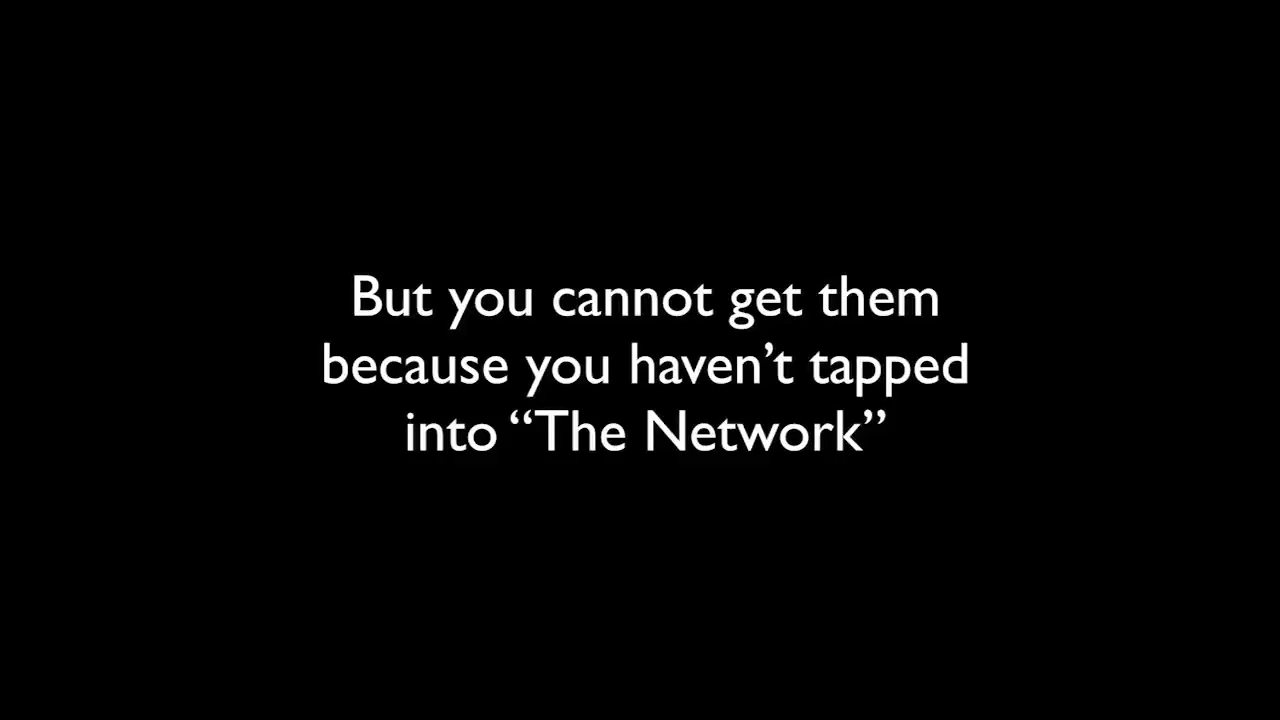 But you cannot get them
because you haven’t tapped
into “The Network”